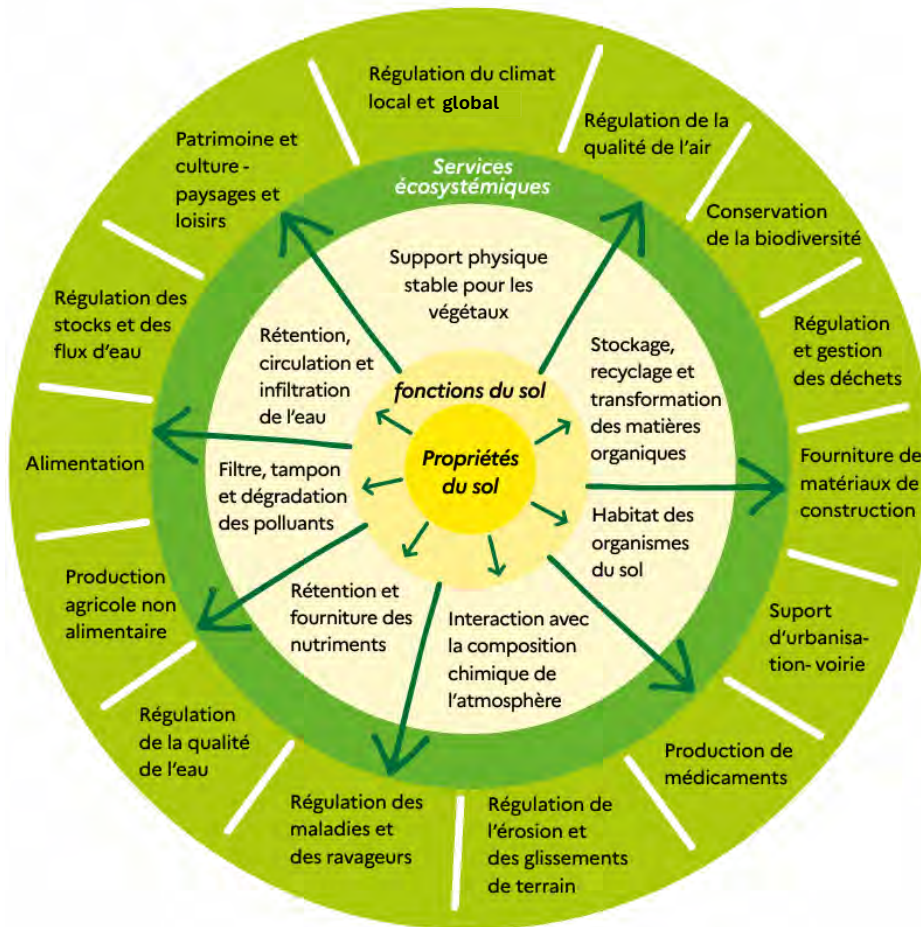 Régulation du climat
local et global
Régulation de la
qualité de l'air
Conservation
de la biodiversité
Régulation
et gestion
des déchets
Fourniture de
matériaux de
construction
Suport
d'urbanisa-
tion-voirie
Production de
médicaments
Régulation de
l'érosion et
des glissements
de terrain
Régulation des
maladies et
des ravageurs
Régulation
de la qualité
de l'eau
Production
agricole non
alimentaire
Alimentation
Régulation des
stocks et des
flux d'eau
Patrimoine et
culture -
paysages et
loisirs
Services
écosystémiques
Support physique
stable pour les
végétaux
Stockage,
recyclage et
transformation
des matières
organiques
Habitat des
organismes
du sol
Interaction avec
la composition
chimique de
l'atmosphère
Rétention et
fourniture des
nutriments
Filtre, tampon
et dégradation
des polluants
Rétention,
circulation et
infiltration
de l'eau
fonctions du sol
Propriétés
du sol